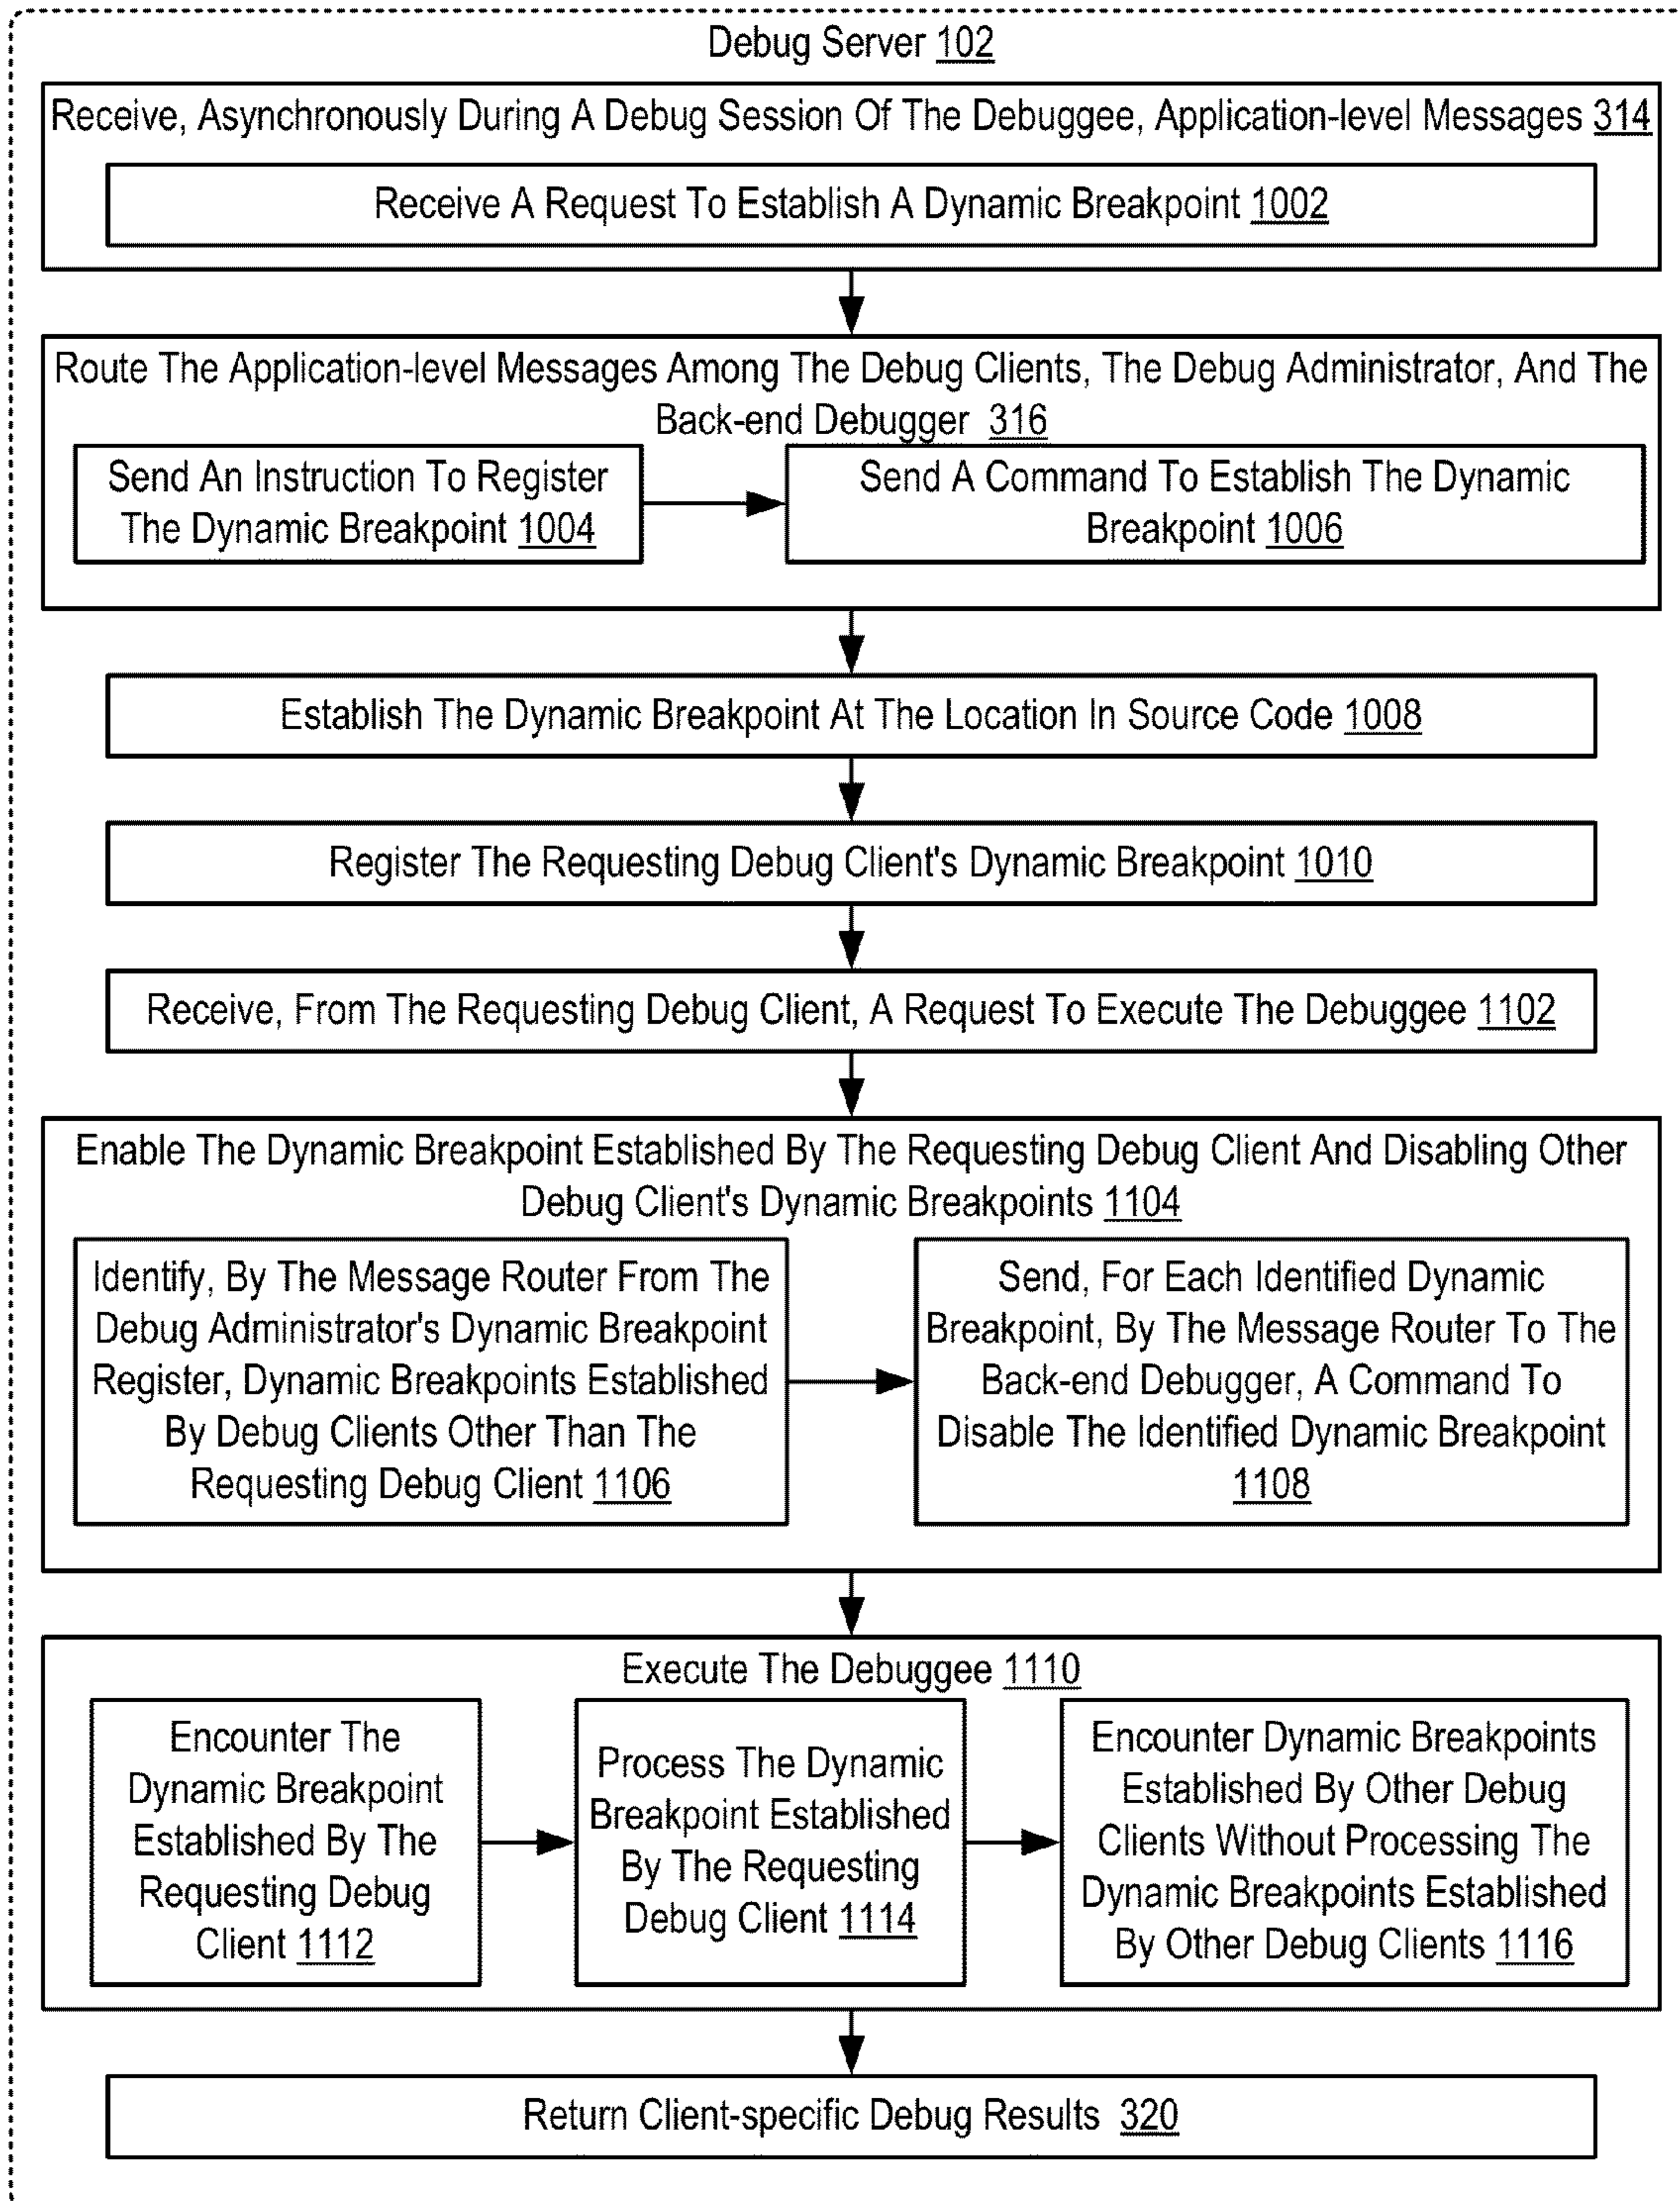 Debug Server 102
Receive, Asynchronously During A Debug Session Of The Debuggee, Application-level Messages 314
Receive A Request To Establish A Dynamic Breakpoint 1002
Route The Application-level Messages Among The Debug Clients, The Debug Administrator, And The
Back-end Debugger 316
Send An Instruction To Register
The Dynamic Breakpoint 1004
Send A Command To Establish The Dynamic
Breakpoint 1006
Establish The Dynamic Breakpoint At The Location In Source Code 1008
Register The Requesting Debug Client's Dynamic Breakpoint 1010
Receive, From The Requesting Debug Client, A Request To Execute The Debuggee 1102
Enable The Dynamic Breakpoint Established By The Requesting Debug Client And Disabling Other
Debug Client's Dynamic Breakpoints 1104
Identify, By The Message Router From The
Debug Administrator's Dynamic Breakpoint
Register, Dynamic Breakpoints Established
By Debug Clients Other Than The
Requesting Debug Client 1106
Send, For Each Identified Dynamic
Breakpoint, By The Message Router To The
Back-end Debugger, A Command To
Disable The Identified Dynamic Breakpoint
1108
Execute The Debuggee 1110
Encounter The
Dynamic Breakpoint
Established By The
Requesting Debug
Client 1112
Process The Dynamic
Breakpoint Established
By The Requesting
Debug Client 1114
Encounter Dynamic Breakpoints
Established By Other Debug
Clients Without Processing The
Dynamic Breakpoints Established
By Other Debug Clients 1116
Return Client-specific Debug Results 320